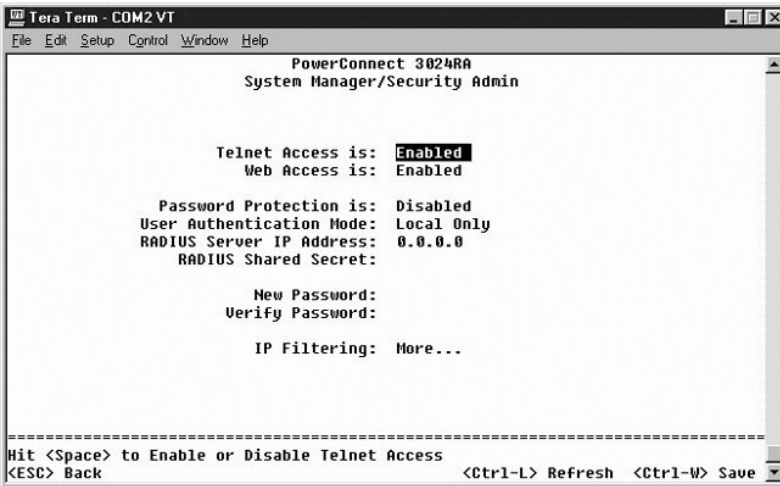 Tera Term - COM2 VT
File Edit Setup Control Window Help
PowerConnect 3024RA
System Manager/Security Admin
Telnet Access is: Enabled
Web Access is: Enabled
Password Protection is: Disabled
User Authentication Mode: Local Only
RADIUS Server IP Address: 0.0.0.0
RADIUS Shared Secret:
New Password:
Verify Password:
IP Filtering: More...
================================================================================
Hit <Space> to Enable or Disable Telnet Access
<ESC> Back <Ctrl-L> Refresh <Ctrl-W> Save